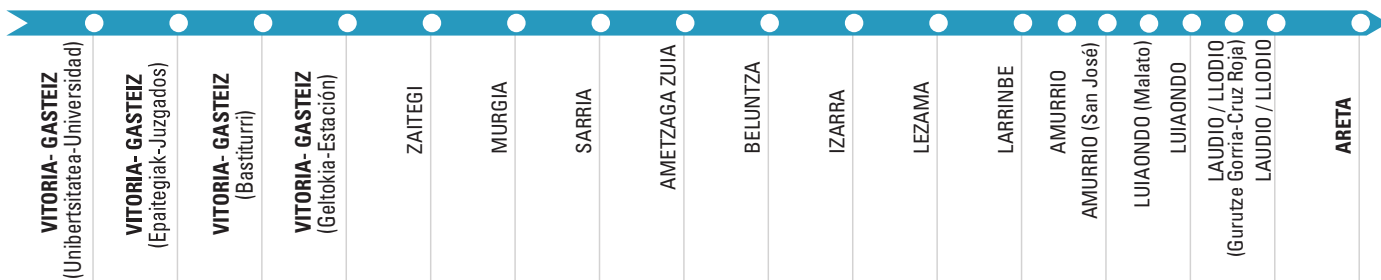 VITORIA- GASTEIZ
(Unibertsitatea-Universidad)
VITORIA- GASTEIZ
(Epaitegiak-Juzgados)
VITORIA- GASTEIZ
(Bastiturri)
VITORIA- GASTEIZ
(Geltokia-Estación)
ZAITEGI
MURGIA
SARRIA
AMETZAGA ZUIA
BELUNTZA
IZARRA
LEZAMA
LARRINBE
AMURRIO
AMURRIO (San José)
LUIAONDO (Malato)
LUIAONDO
LAUDIO / LLODIO
(Gurutze Gorria-Cruz Roja)
LAUDIO / LLODIO
ARETA